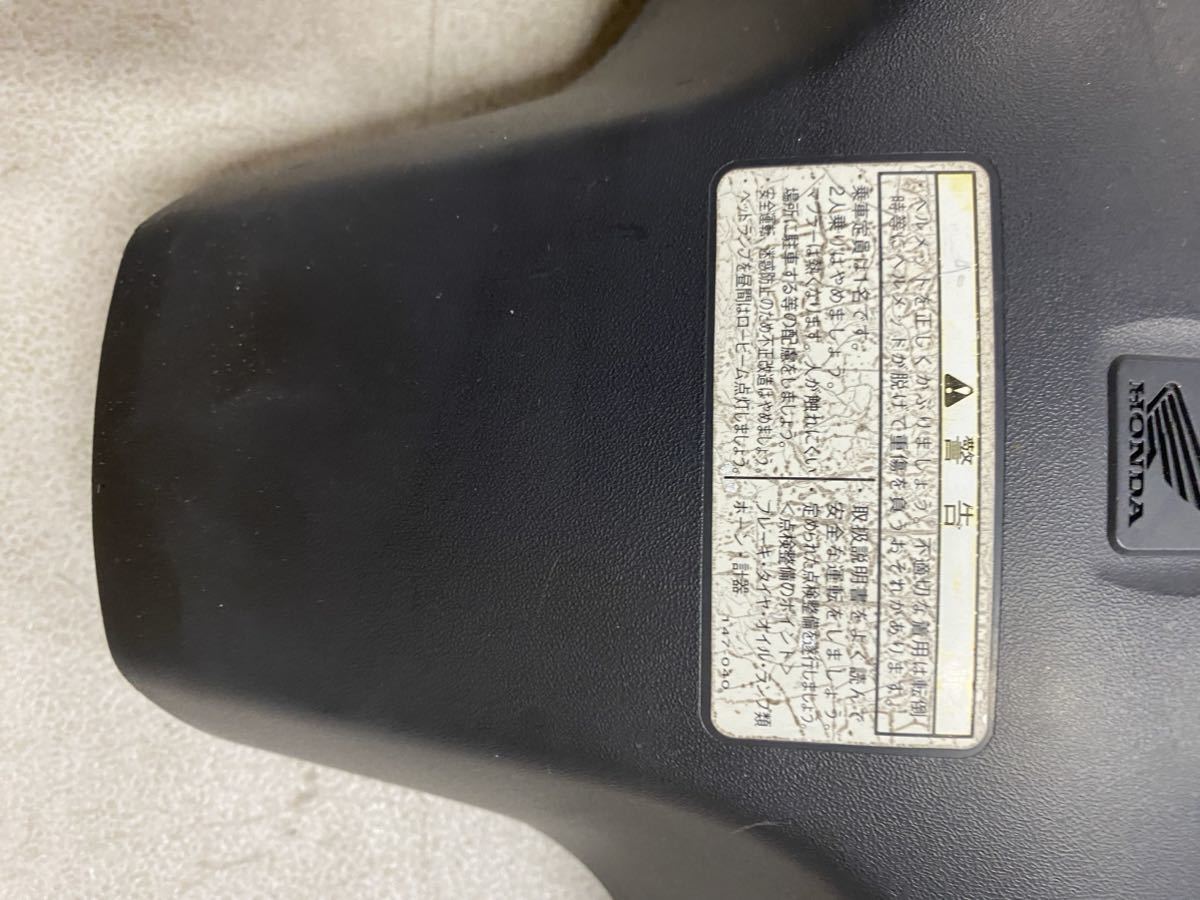 警告
ヘルメットを正しくかぶりましょう。不適切な着用は転倒
時等にヘルメットが脱げて重傷を負うおそれがあります。
・乗車定員は1名です。
2人乗りはやめましょう。
・マフラーは熱くなります。人が触れにくい
場所に駐車する等の配慮をしましょう。
・安全運転、迷惑防止のため不正改造はやめましょう。
・ヘッドランプを昼間はロービーム点灯しましょう。
・取扱説明書をよく読んで
安全な運転をしましょう。
・定められた点検整備を遂行しましょう。
<点検整備のポイント>
ブレーキ・タイヤ・オイル・ランプ類
ホーン・計器
147040
HONDA